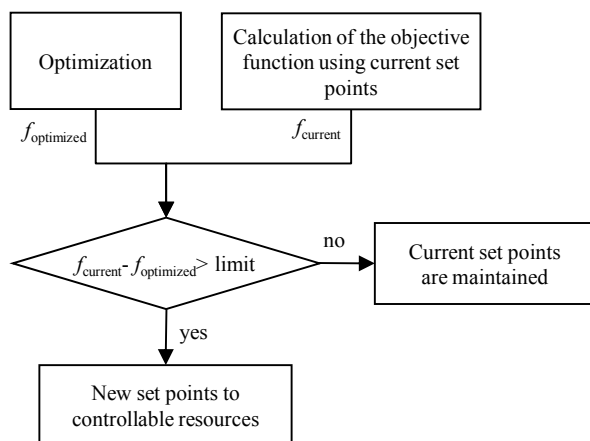 Optimization
Calculation of the objective
function using current set
points
foptimized
fcurrent
fcurrent- foptimized> limit
no
Current set points
are maintained
yes
New set points to
controllable resources